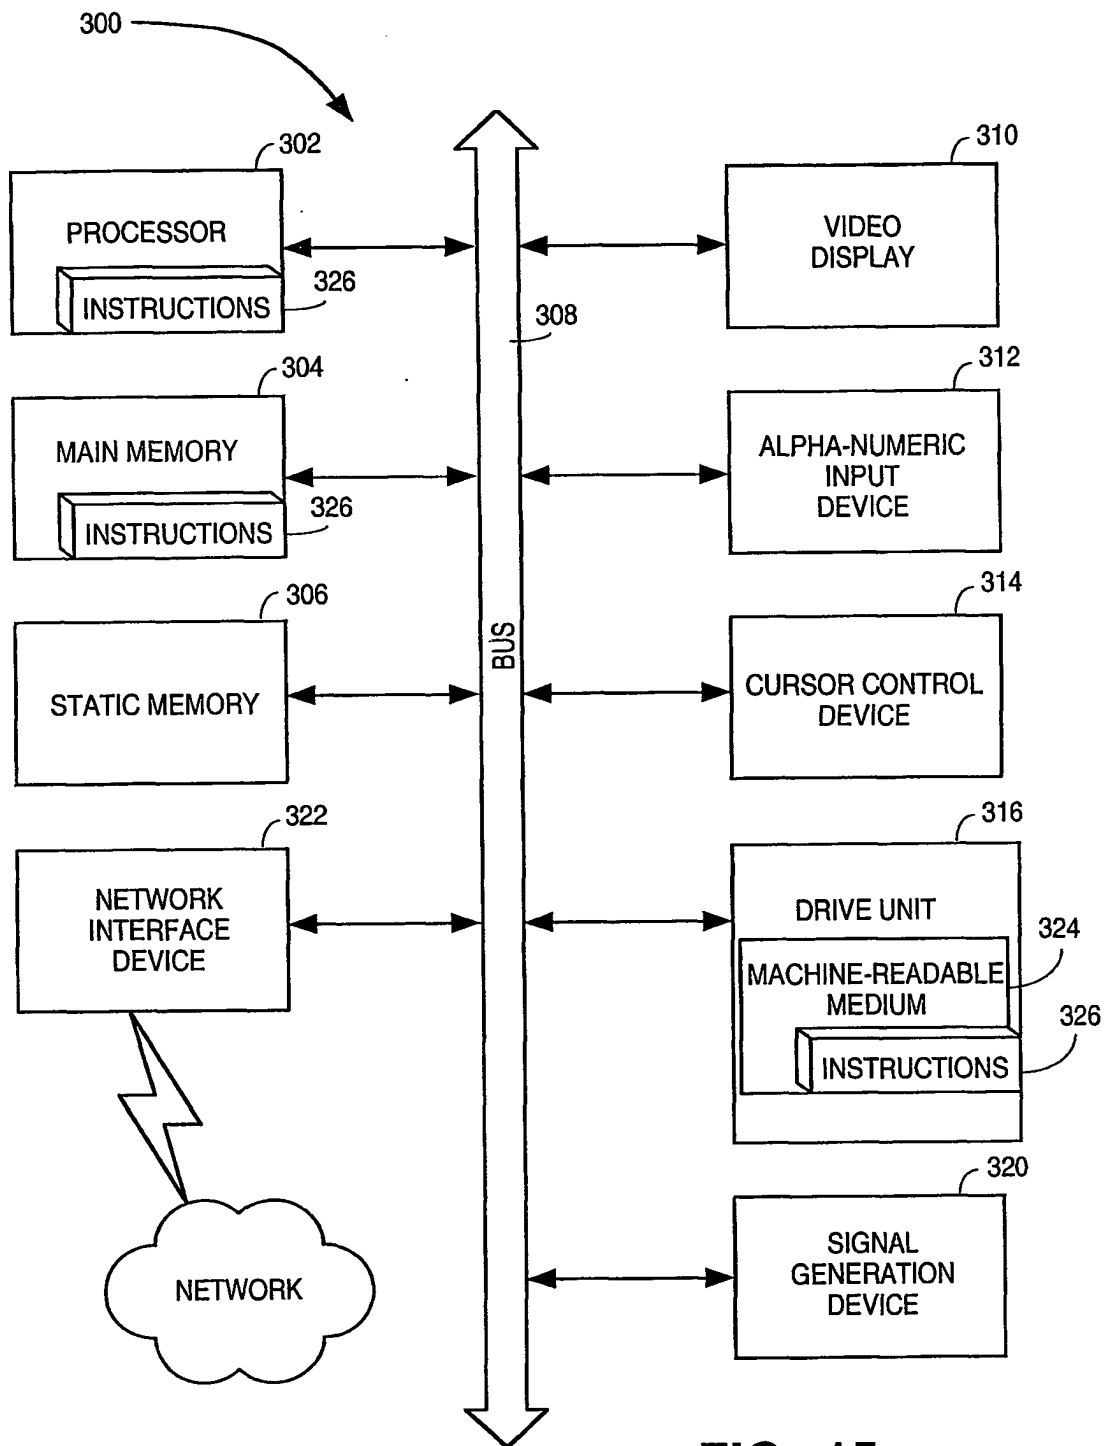 300
302
PROCESSOR
INSTRUCTIONS
326
304
MAIN MEMORY
INSTRUCTIONS
326
306
STATIC MEMORY
322
NETWORK
INTERFACE
DEVICE
NETWORK
308
BUS
310
VIDEO
DISPLAY
312
ALPHA-NUMERIC
INPUT
DEVICE
314
CURSOR CONTROL
DEVICE
316
DRIVE UNIT
324
MACHINE-READABLE
MEDIUM
326
INSTRUCTIONS
320
SIGNAL
GENERATION
DEVICE